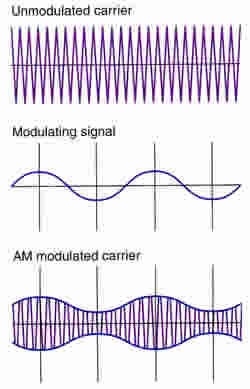 Unmodulated carrier
Modulating signal
AM modulated carrier